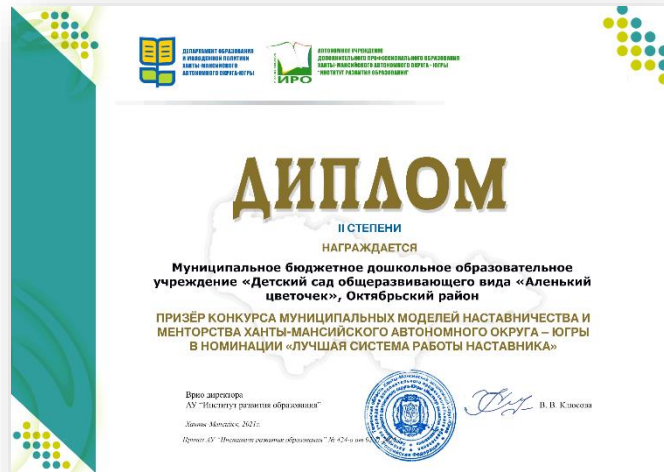 ДЕПАРТАМЕНТ ОБРАЗОВАНИЯ
И МОЛОДЕЖНОЙ ПОЛИТИКИ
ХАНТЫ-МАНСИЙСКОГО
АВТОНОМНОГО ОКРУГА-ЮГРЫ
ИРО
АВТОНОМНОЕ УЧРЕЖДЕНИЕ
ДОПОЛНИТЕЛЬНОГО ПРОФЕССИОНАЛЬНОГО ОБРАЗОВАНИЯ
ХАНТЫ-МАНСИЙСКОГО АВТОНОМНОГО ОКРУГА - ЮГРЫ
"ИНСТИТУТ РАЗВИТИЯ ОБРАЗОВАНИЯ"
ДИПЛОМ
II СТЕПЕНИ
НАГРАЖДАЕТСЯ
Муниципальное бюджетное дошкольное образовательное
учреждение «Детский сад общеразвивающего вида «Аленький
цветочек», Октябрьский район
ПРИЗЁР КОНКУРСА МУНИЦИПАЛЬНЫХ МОДЕЛЕЙ НАСТАВНИЧЕСТВА И
МЕНТОРСТВА ХАНТЫ-МАНСИЙСКОГО АВТОНОМНОГО ОКРУГА – ЮГРЫ
В НОМИНАЦИИ «ЛУЧШАЯ СИСТЕМА РАБОТЫ НАСТАВНИКА»
Врио директора
АУ "Институт развития образования"
В. В. Клюсова
Ханты-Мансийск, 2021г.
Приказ АУ "Институт развития образования" №